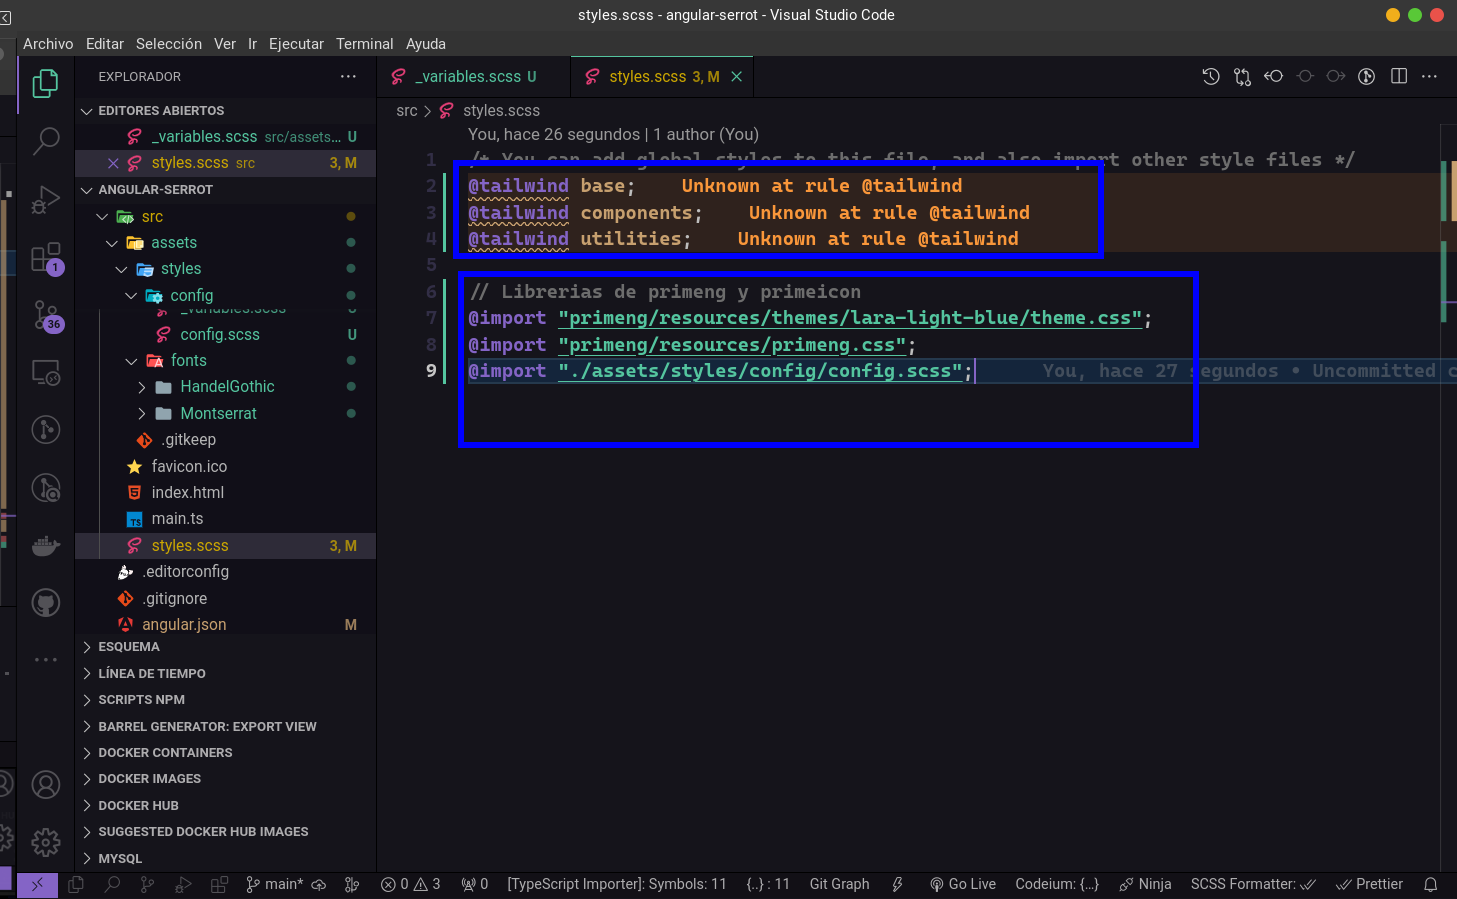 styles.scss - angular-serrot - Visual Studio Code
Archivo Editar Selección Ver Ir Ejecutar Terminal Ayuda
EXPLORADOR
EDITORES ABIERTOS
_variables.scss src/assets... U
styles.scss src 3, M
ANGULAR-SERROT
src
assets
styles
config
_variables.scss
config.scss U
fonts
HandelGothic
Montserrat
.gitkeep
favicon.ico
index.html
main.ts
styles.scss 3, M
.editorconfig
.gitignore
angular.json M
ESQUEMA
LÍNEA DE TIEMPO
SCRIPTS NPM
BARREL GENERATOR: EXPORT VIEW
DOCKER CONTAINERS
DOCKER IMAGES
DOCKER HUB
SUGGESTED DOCKER HUB IMAGES
MYSQL
1
36
_variables.scss U
styles.scss 3, M
src > styles.scss
You, hace 26 segundos | 1 author (You)
1 /* You can add global styles to this file, and also import other style files */
2 @tailwind base; Unknown at rule @tailwind
3 @tailwind components; Unknown at rule @tailwind
4 @tailwind utilities; Unknown at rule @tailwind
5
6 // Librerias de primeng y primeicon
7 @import "primeng/resources/themes/lara-light-blue/theme.css";
8 @import "primeng/resources/primeng.css";
9 @import "./assets/styles/config/config.scss"; You, hace 27 segundos • Uncommitted c
main* 0 3 0 [TypeScript Importer]: Symbols: 11 {..} : 11 Git Graph Go Live Codeium: {...} Ninja SCSS Formatter: Prettier